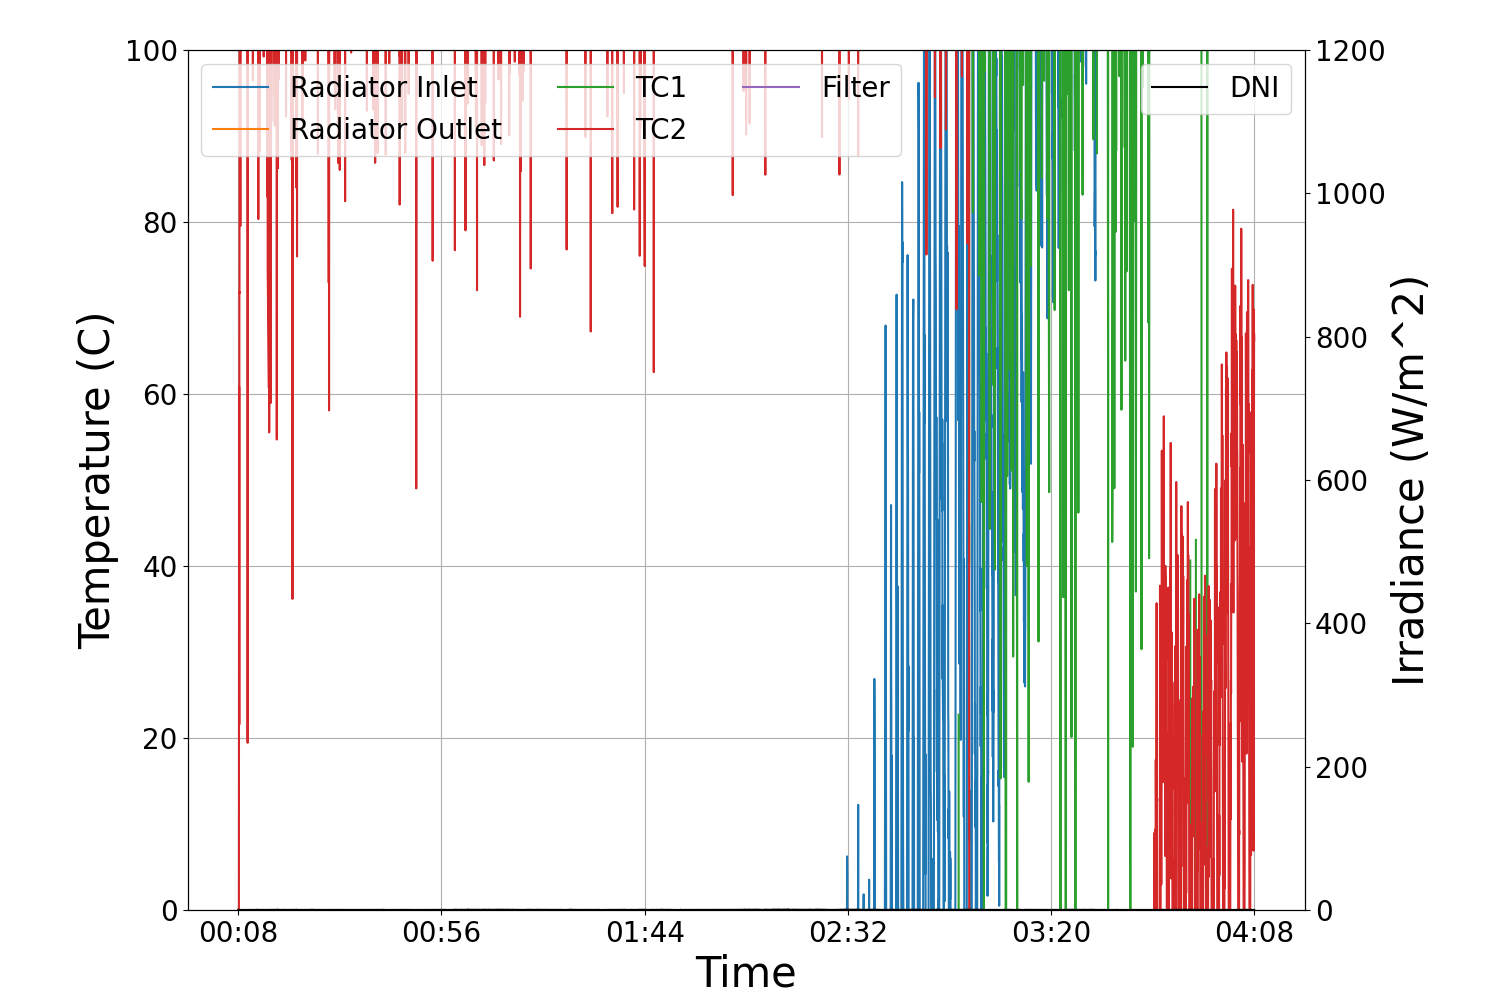 100
80
60
40
20
0
Temperature (C)
Radiator Inlet
Radiator Outlet
TC1
TC2
Filter
DNI
1200
1000
800
600
400
200
0
Irradiance (W/m^2)
00:08
00:56
01:44
02:32
03:20
04:08
Time